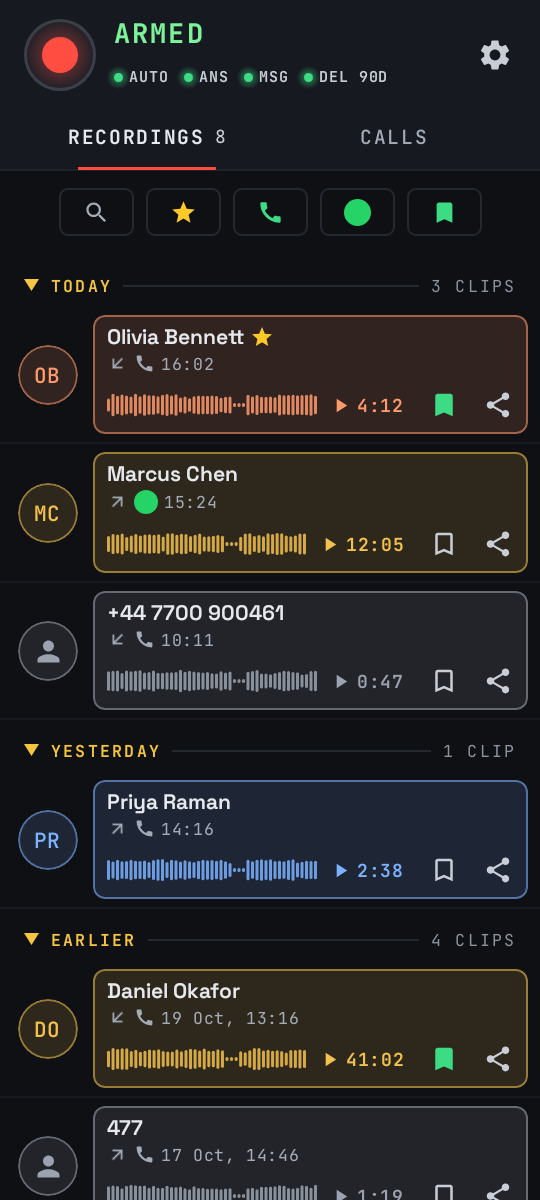 ARMED
AUTO ANS MSG DEL 90D
RECORDINGS 8 CALLS
TODAY 3 CLIPS
OB
Olivia Bennett
16:02
4:12
MC
Marcus Chen
15:24
12:05
+44 7700 900461
10:11
0:47
YESTERDAY 1 CLIP
PR
Priya Raman
14:16
2:38
EARLIER 4 CLIPS
DO
Daniel Okafor
19 Oct, 13:16
41:02
477
17 Oct, 14:46
1:19